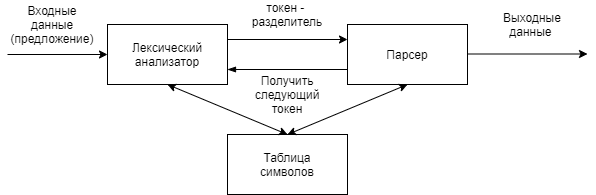 Входные
данные
(предложение)
Лексический
анализатор
токен -
разделитель
Получить
следующий
токен
Парсер
Выходные
данные
Таблица
символов